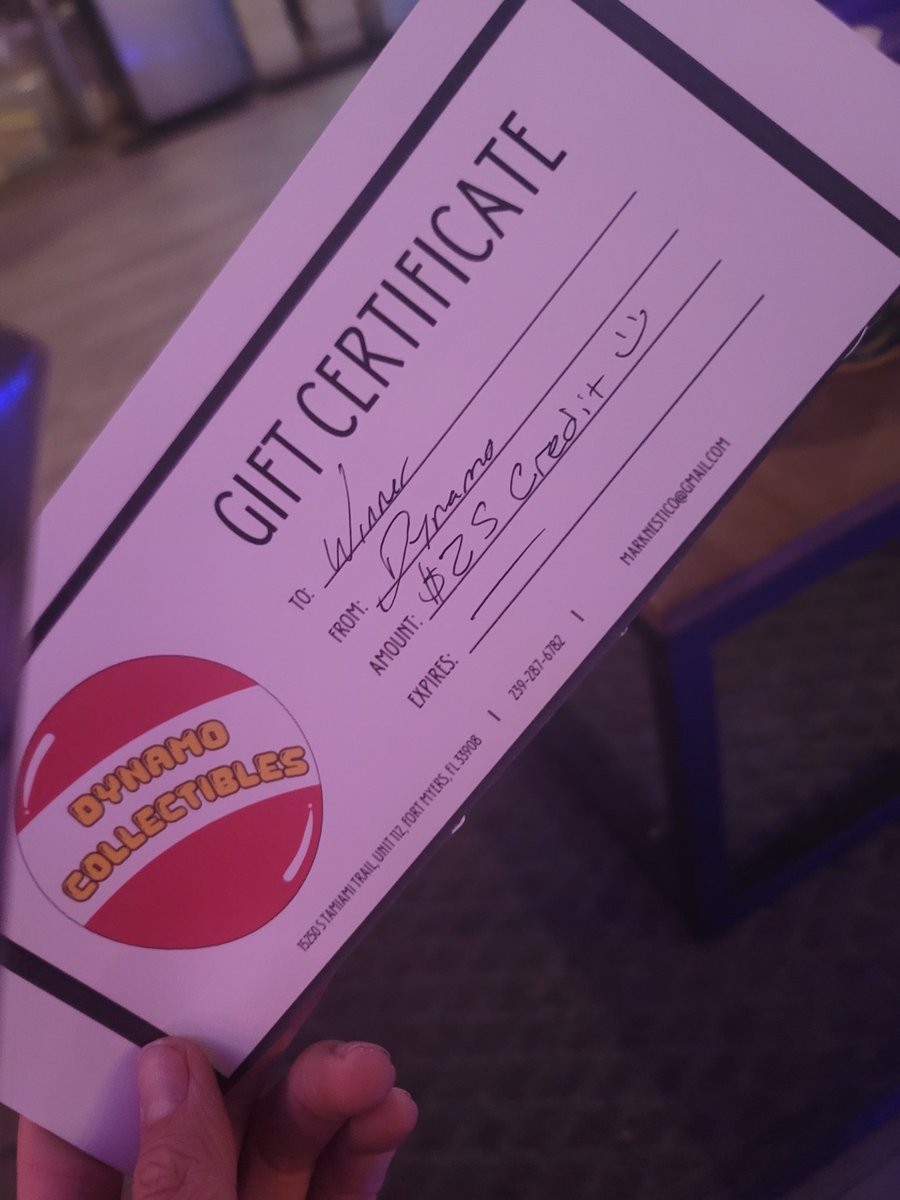 GIFT CERTIFICATE
TO: Winner
FROM: Dynamo
AMOUNT: $25 Credit :)
EXPIRES: —
DYNAMO
COLLECTIBLES
15250 S TAMIAMI TRAIL, UNIT 112, FORT MYERS, FL 33908 | 239-287-6782 | MARKNISTICO@GMAIL.COM